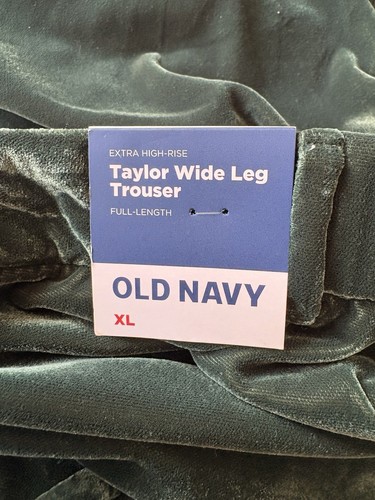 EXTRA HIGH-RISE
Taylor Wide Leg
Trouser
FULL-LENGTH
OLD NAVY
XL